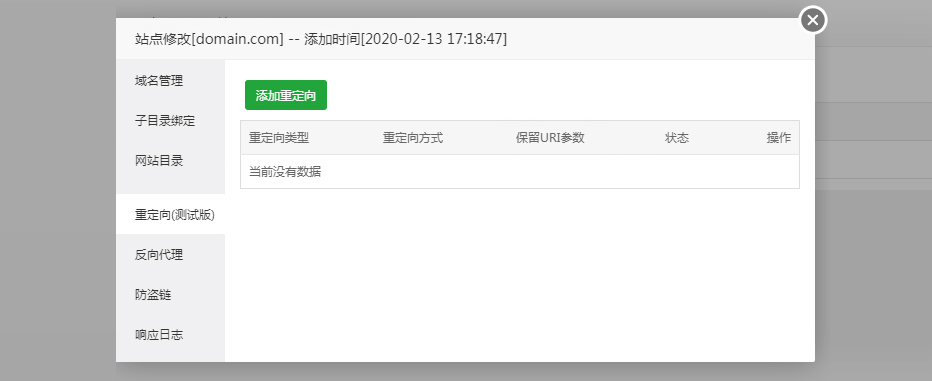 站点修改[domain.com] -- 添加时间[2020-02-13 17:18:47]
域名管理
子目录绑定
网站目录
重定向(测试版)
反向代理
防盗链
响应日志
添加重定向
重定向类型 重定向方式 保留URI参数 状态 操作
当前没有数据